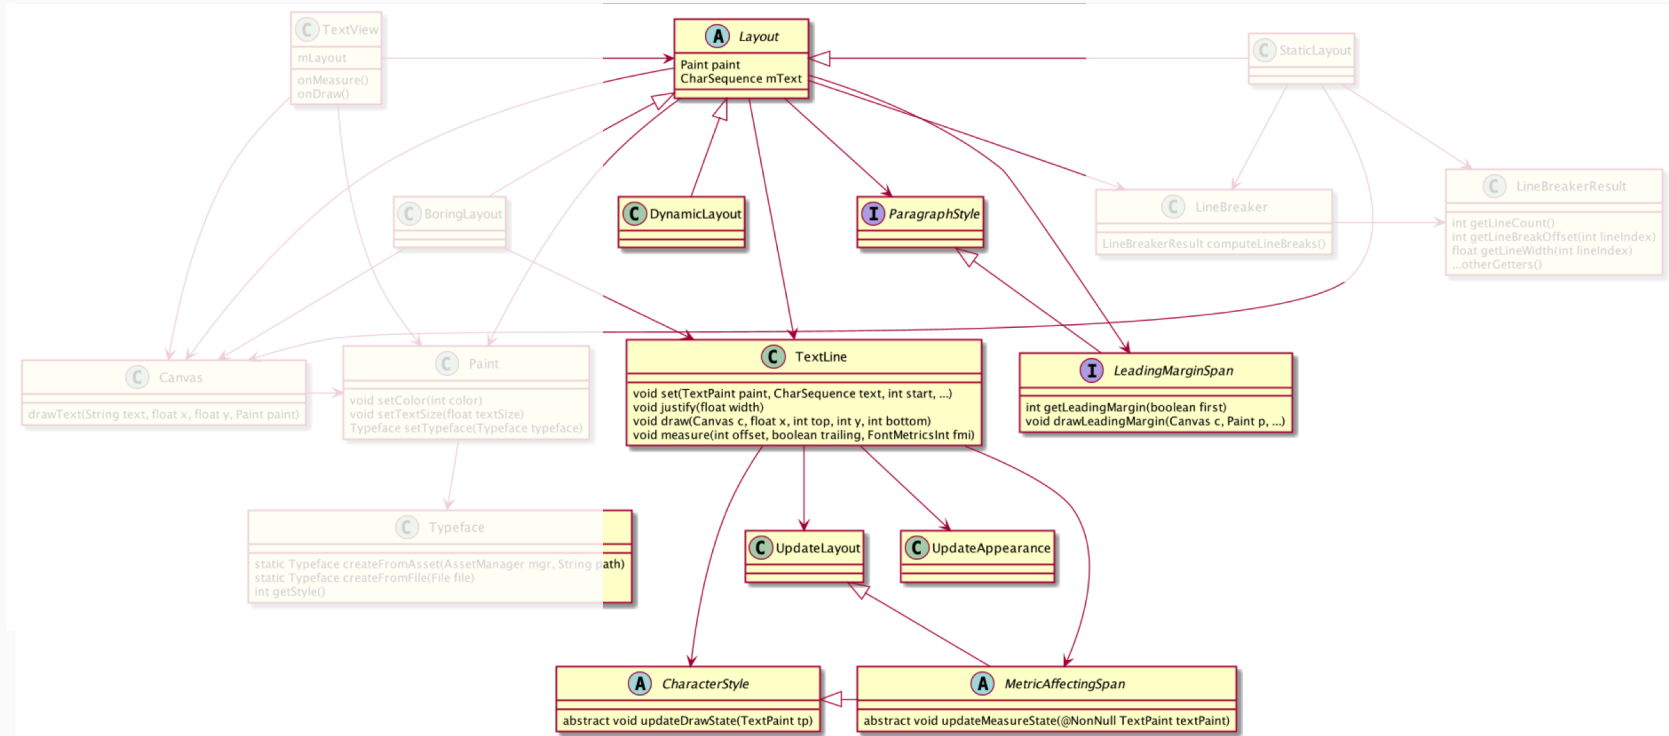 C TextView
mLayout
onMeasure()
onDraw()
A Layout
Paint paint
CharSequence mText
C StaticLayout
C BoringLayout
C DynamicLayout
I ParagraphStyle
C LineBreaker
LineBreakerResult computeLineBreaks()
C LineBreakerResult
int getLineCount()
int getLineBreakOffset(int lineIndex)
float getLineWidth(int lineIndex)
...otherGetters()
C Canvas
drawText(String text, float x, float y, Paint paint)
C Paint
void setColor(int color)
void setTextSize(float textSize)
Typeface setTypeface(Typeface typeface)
C TextLine
void set(TextPaint paint, CharSequence text, int start, ...)
void justify(float width)
void draw(Canvas c, float x, int top, int y, int bottom)
void measure(int offset, boolean trailing, FontMetricsInt fmi)
I LeadingMarginSpan
int getLeadingMargin(boolean first)
void drawLeadingMargin(Canvas c, Paint p, ...)
C Typeface
static Typeface createFromAsset(AssetManager mgr, String path)
static Typeface createFromFile(File file)
int getStyle()
C UpdateLayout
C UpdateAppearance
A CharacterStyle
abstract void updateDrawState(TextPaint tp)
A MetricAffectingSpan
abstract void updateMeasureState(@NonNull TextPaint textPaint)